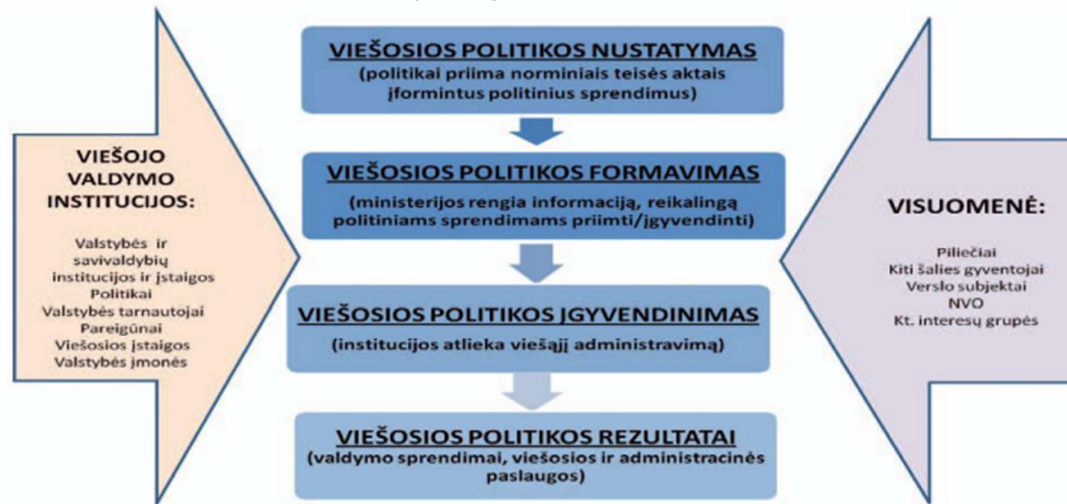 VIEŠOJO
VALDYMO
INSTITUCIJOS:
Valstybės ir
savivaldybių
institucijos ir įstaigos
Politikai
Valstybės tarnautojai
Pareigūnai
Viešosios įstaigos
Valstybės įmonės
VIEŠOSIOS POLITIKOS NUSTATYMAS
(politikai priima norminiais teisės aktais
įformintus politinius sprendimus)
VIEŠOSIOS POLITIKOS FORMAVIMAS
(ministerijos rengia informaciją, reikalingą
politiniams sprendimams priimti/įgyvendinti)
VIEŠOSIOS POLITIKOS ĮGYVENDINIMAS
(institucijos atlieka viešąjį administravimą)
VIEŠOSIOS POLITIKOS REZULTATAI
(valdymo sprendimai, viešosios ir administracinės
paslaugos)
VISUOMENĖ:
Piliečiai
Kiti šalies gyventojai
Verslo subjektai
NVO
Kt. interesų grupės